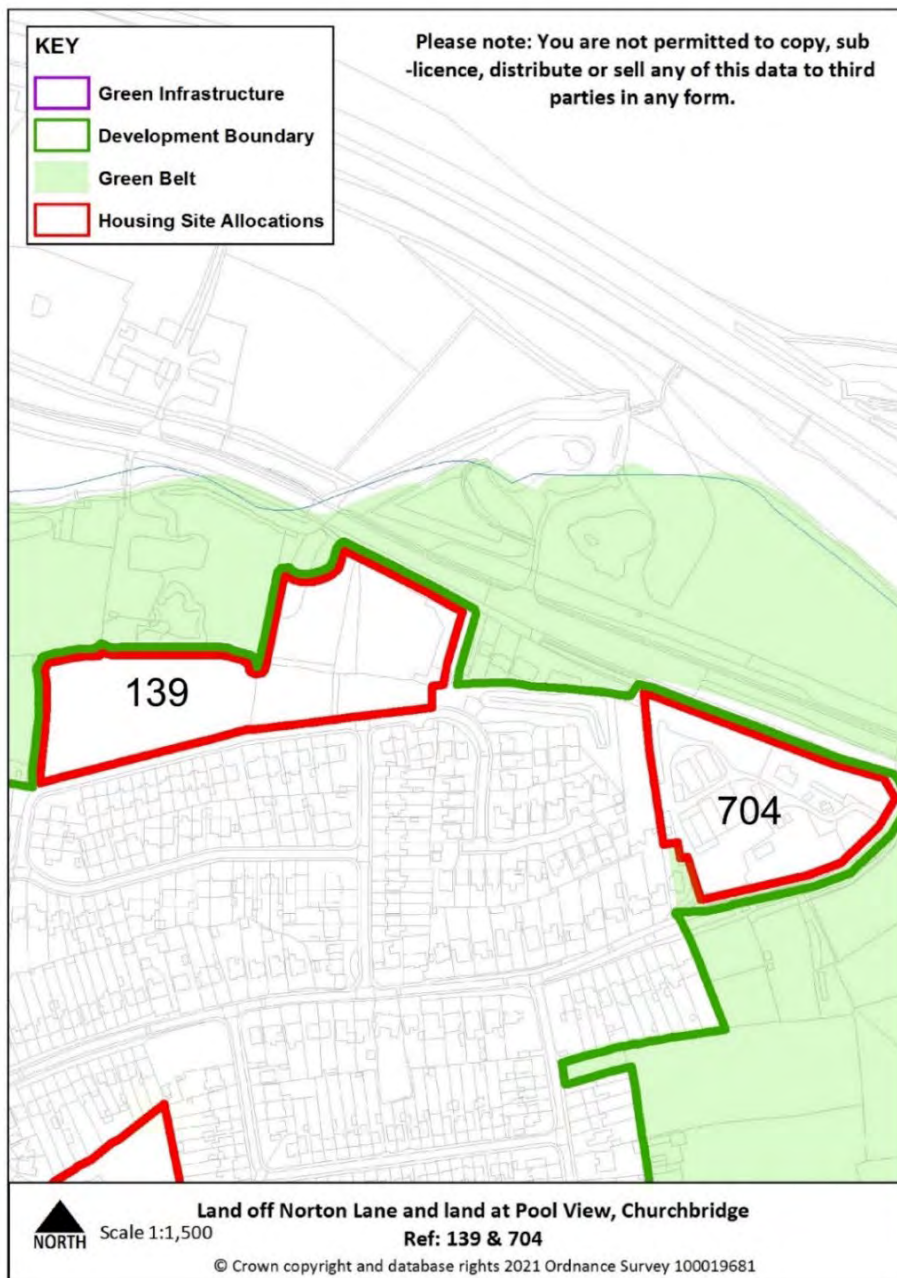 KEY
Green Infrastructure
Development Boundary
Green Belt
Housing Site Allocations
Please note: You are not permitted to copy, sub
-licence, distribute or sell any of this data to third
parties in any form.
139
704
NORTH
Scale 1:1,500
Land off Norton Lane and land at Pool View, Churchbridge
Ref: 139 & 704
© Crown copyright and database rights 2021 Ordnance Survey 100019681